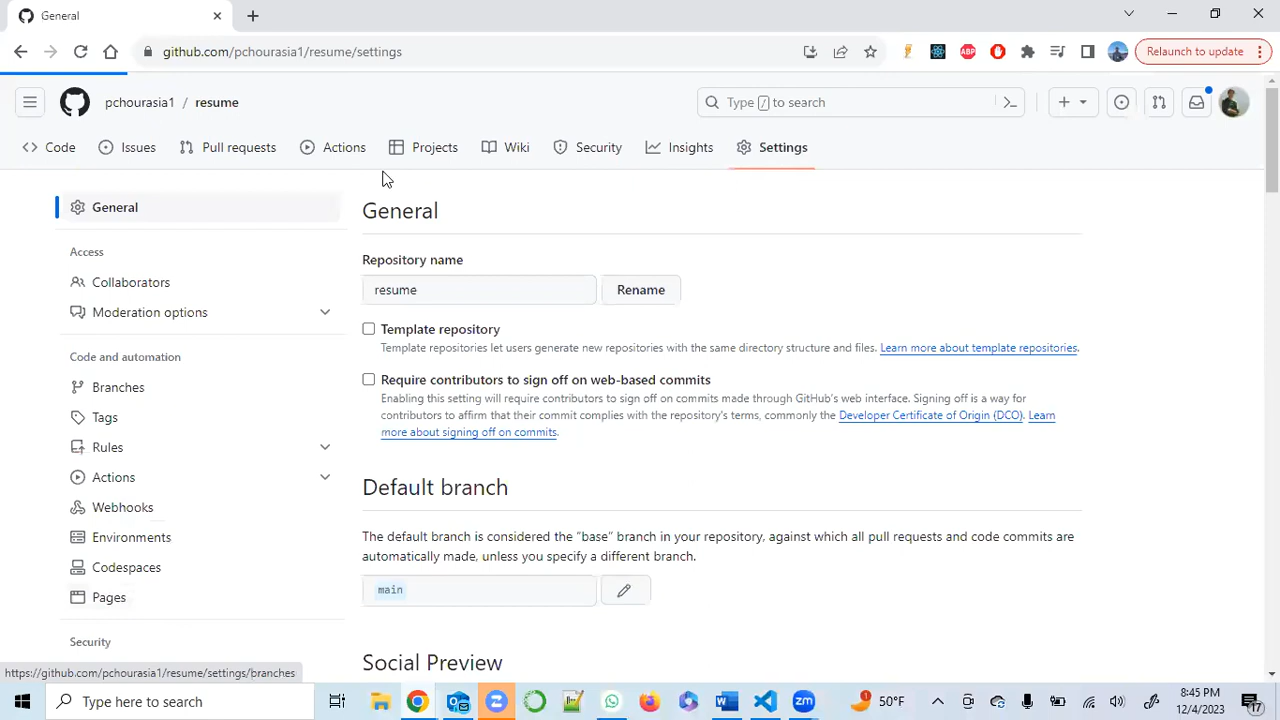 General
github.com/pchourasia1/resume/settings
ABP
Relaunch to update
pchourasia1 / resume
Type / to search
Code
Issues
Pull requests
Actions
Projects
Wiki
Security
Insights
Settings
General
Access
Collaborators
Moderation options
Code and automation
Branches
Tags
Rules
Actions
Webhooks
Environments
Codespaces
Pages
Security
General
Repository name
resume
Rename
Template repository
Template repositories let users generate new repositories with the same directory structure and files. Learn more about template repositories.
Require contributors to sign off on web-based commits
Enabling this setting will require contributors to sign off on commits made through GitHub's web interface. Signing off is a way for
contributors to affirm that their commit complies with the repository's terms, commonly the Developer Certificate of Origin (DCO). Learn
more about signing off on commits.
Default branch
The default branch is considered the "base" branch in your repository, against which all pull requests and code commits are
automatically made, unless you specify a different branch.
main
Social Preview
https://github.com/pchourasia1/resume/settings/branches
Type here to search
zm
50°F
8:45 PM
12/4/2023
17